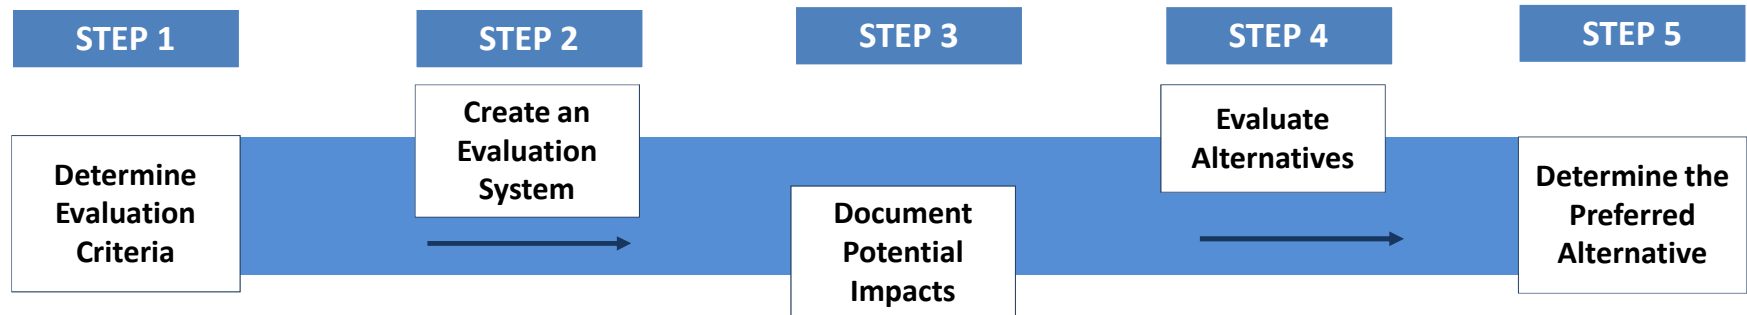 STEP 1
Determine
Evaluation
Criteria
STEP 2
Create an
Evaluation
System
STEP 3
Document
Potential
Impacts
STEP 4
Evaluate
Alternatives
STEP 5
Determine the
Preferred
Alternative